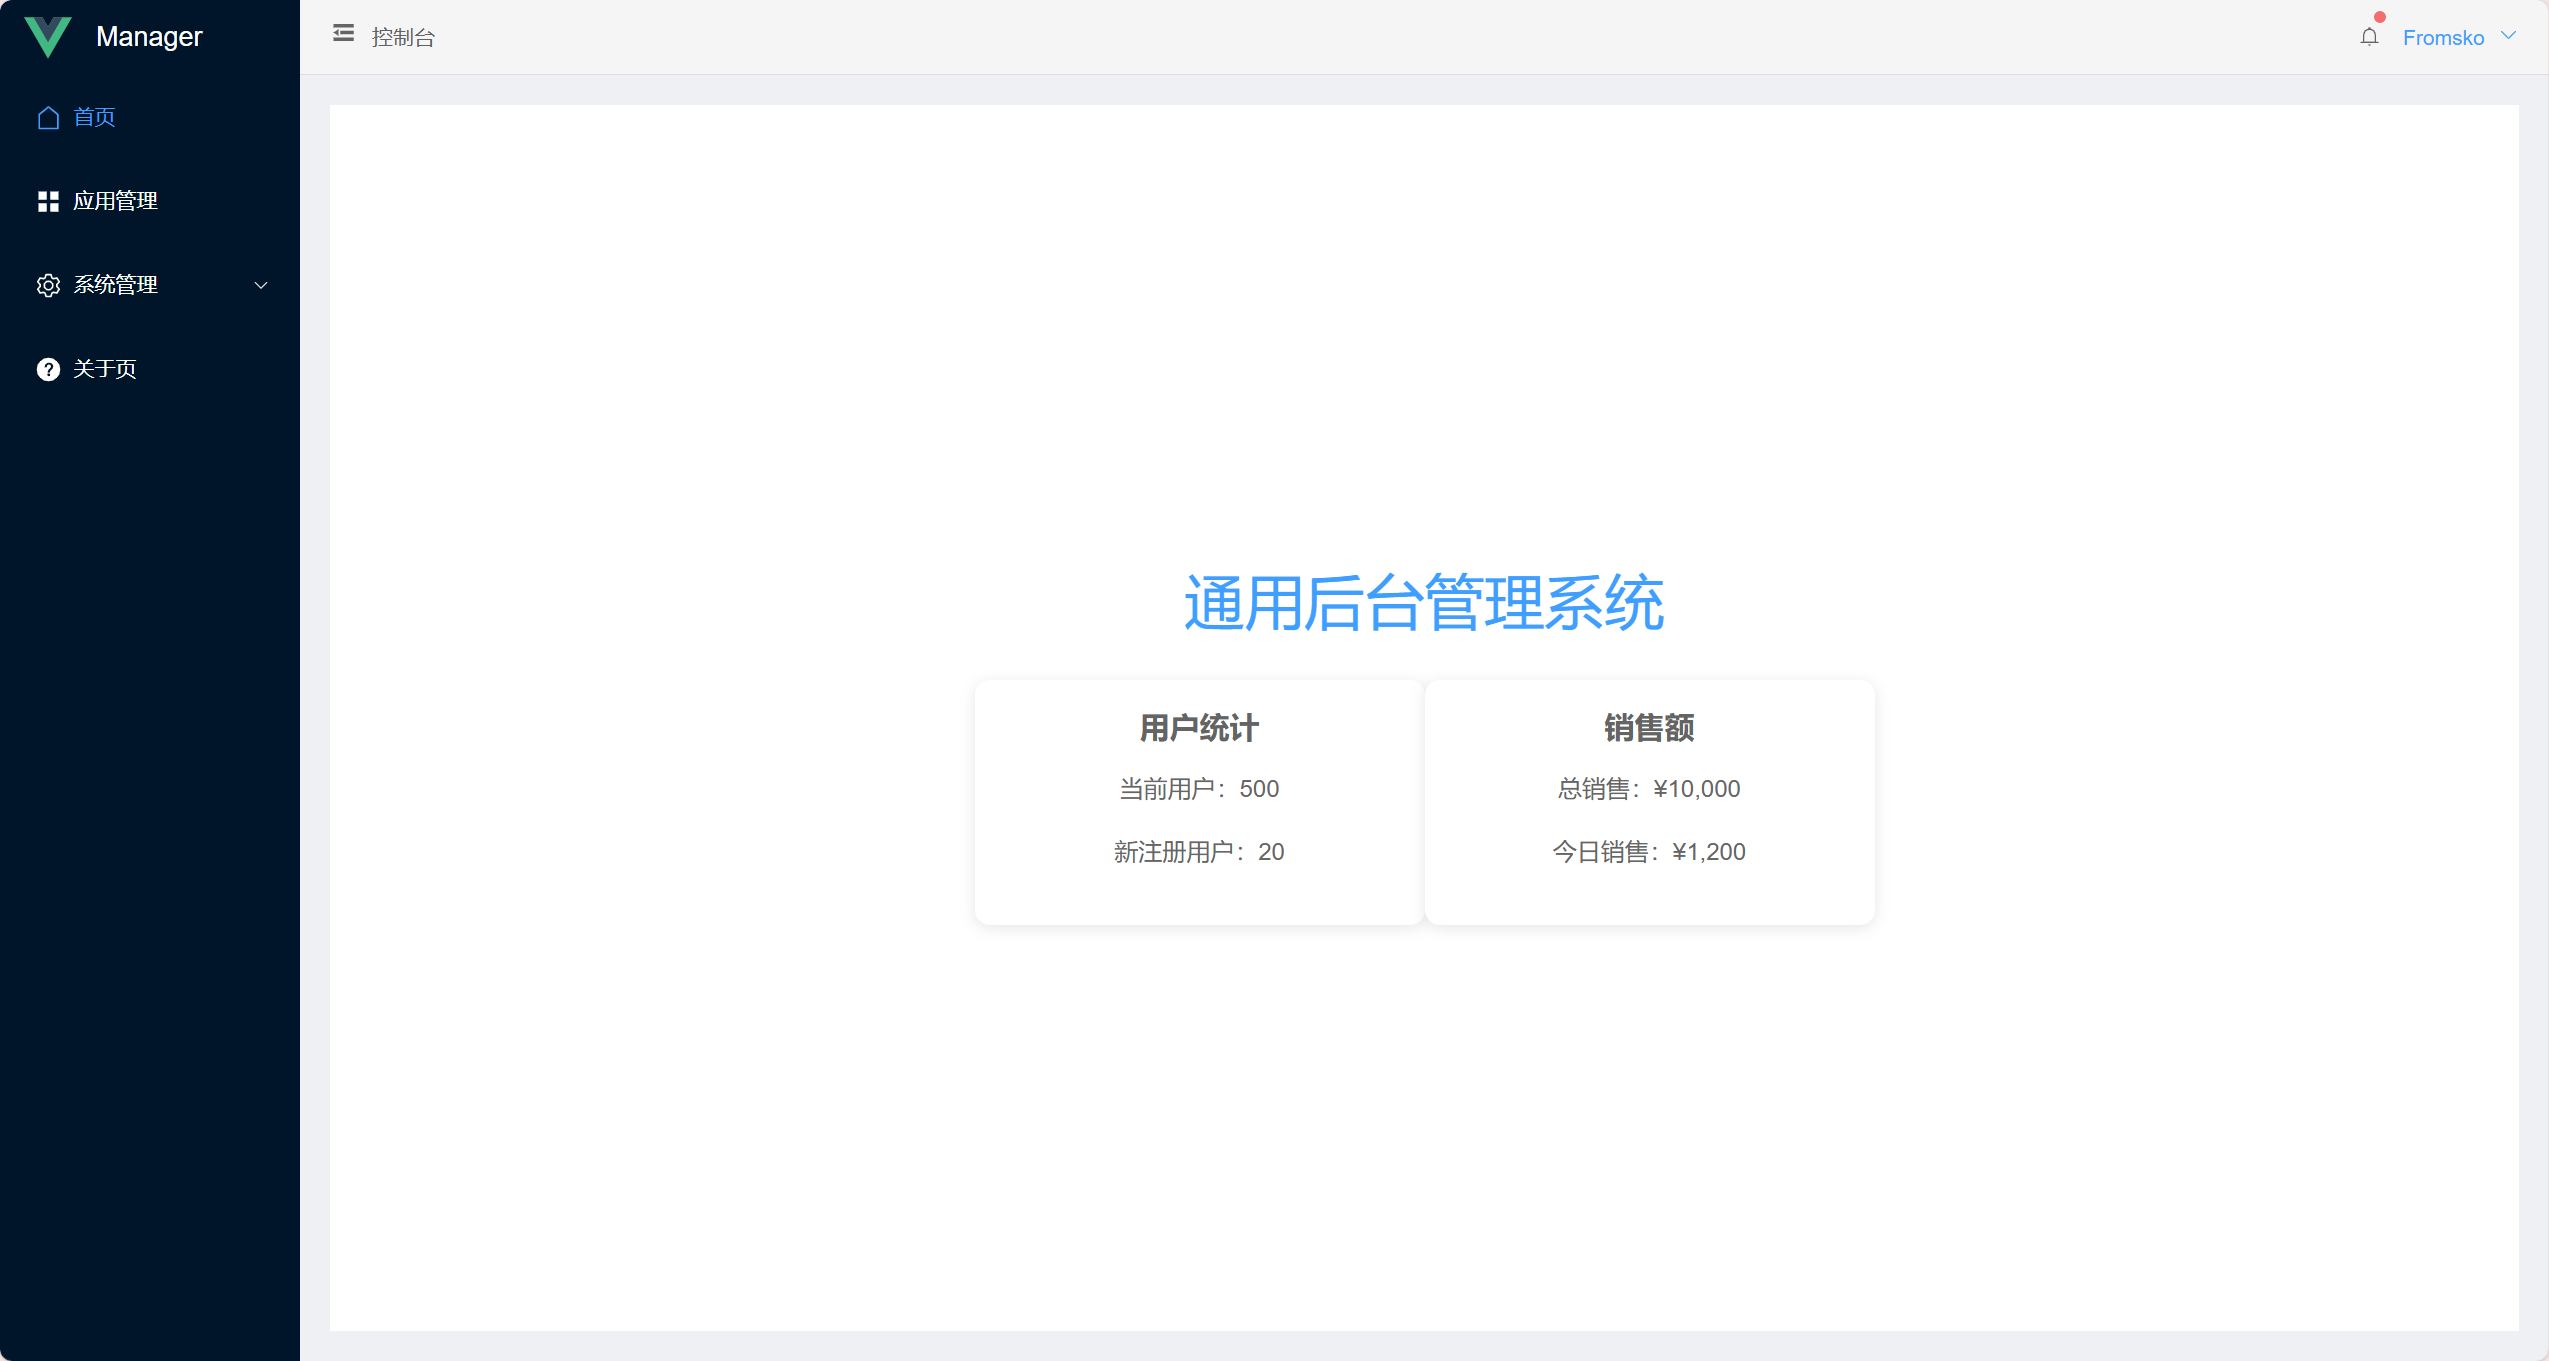 Manager
首页
应用管理
系统管理
关于页
控制台
Fromsko
通用后台管理系统
用户统计
当前用户：500
新注册用户：20
销售额
总销售：¥10,000
今日销售：¥1,200